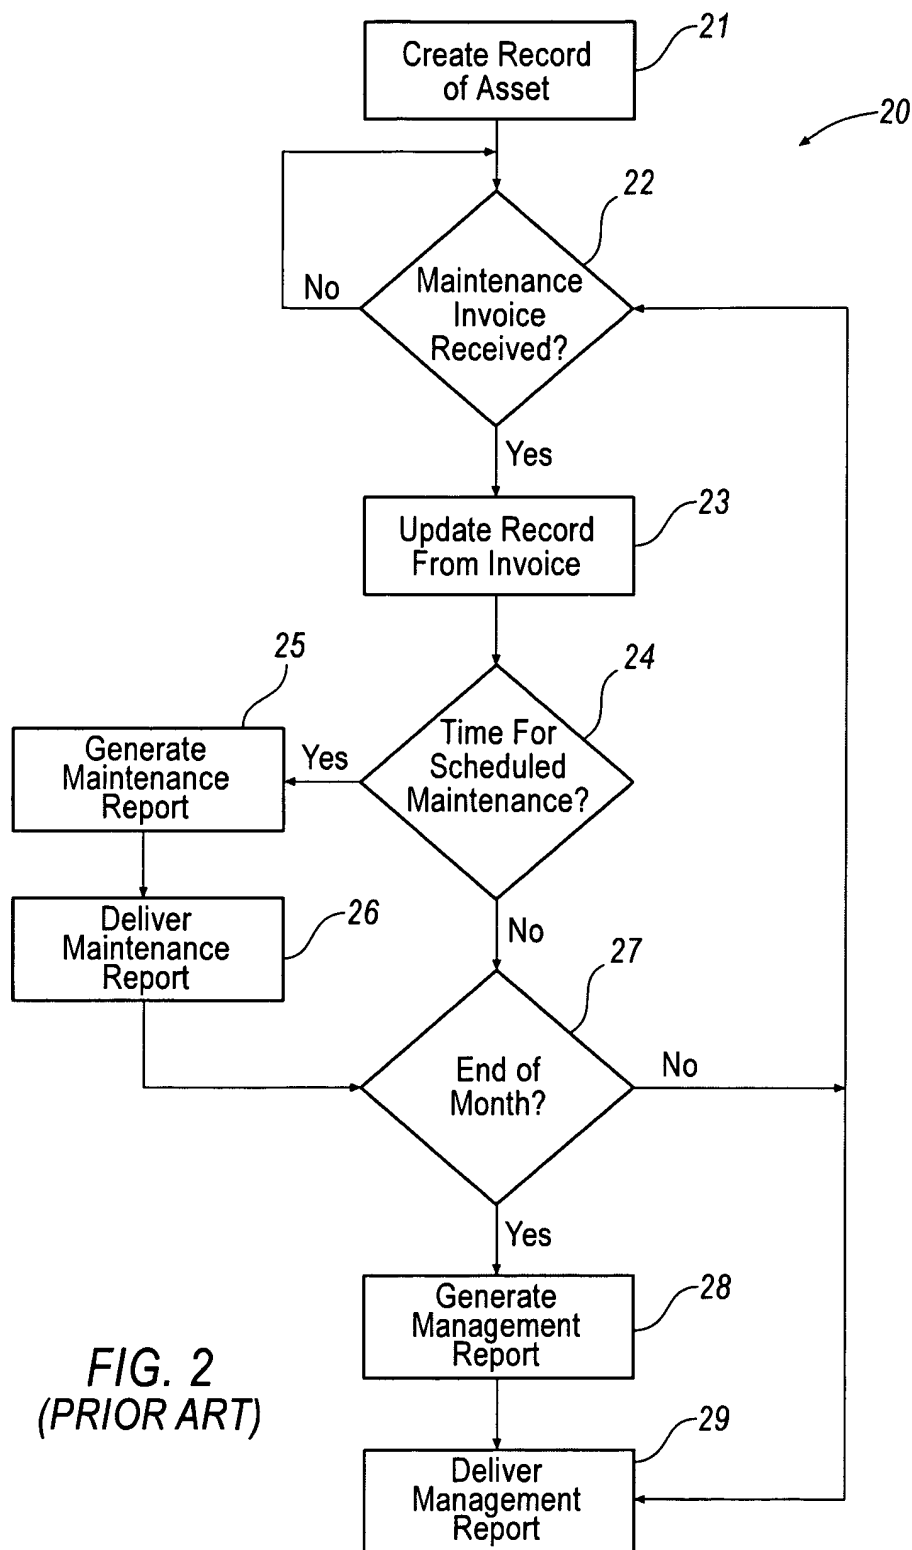 21
Create Record
of Asset
20
22
Maintenance
Invoice
Received?
No
Yes
23
Update Record
From Invoice
25
24
Generate
Maintenance
Report
Yes
Time For
Scheduled
Maintenance?
Deliver
Maintenance
Report
26
No
27
End of
Month?
No
Yes
28
Generate
Management
Report
FIG. 2
(PRIOR ART)
29
Deliver
Management
Report